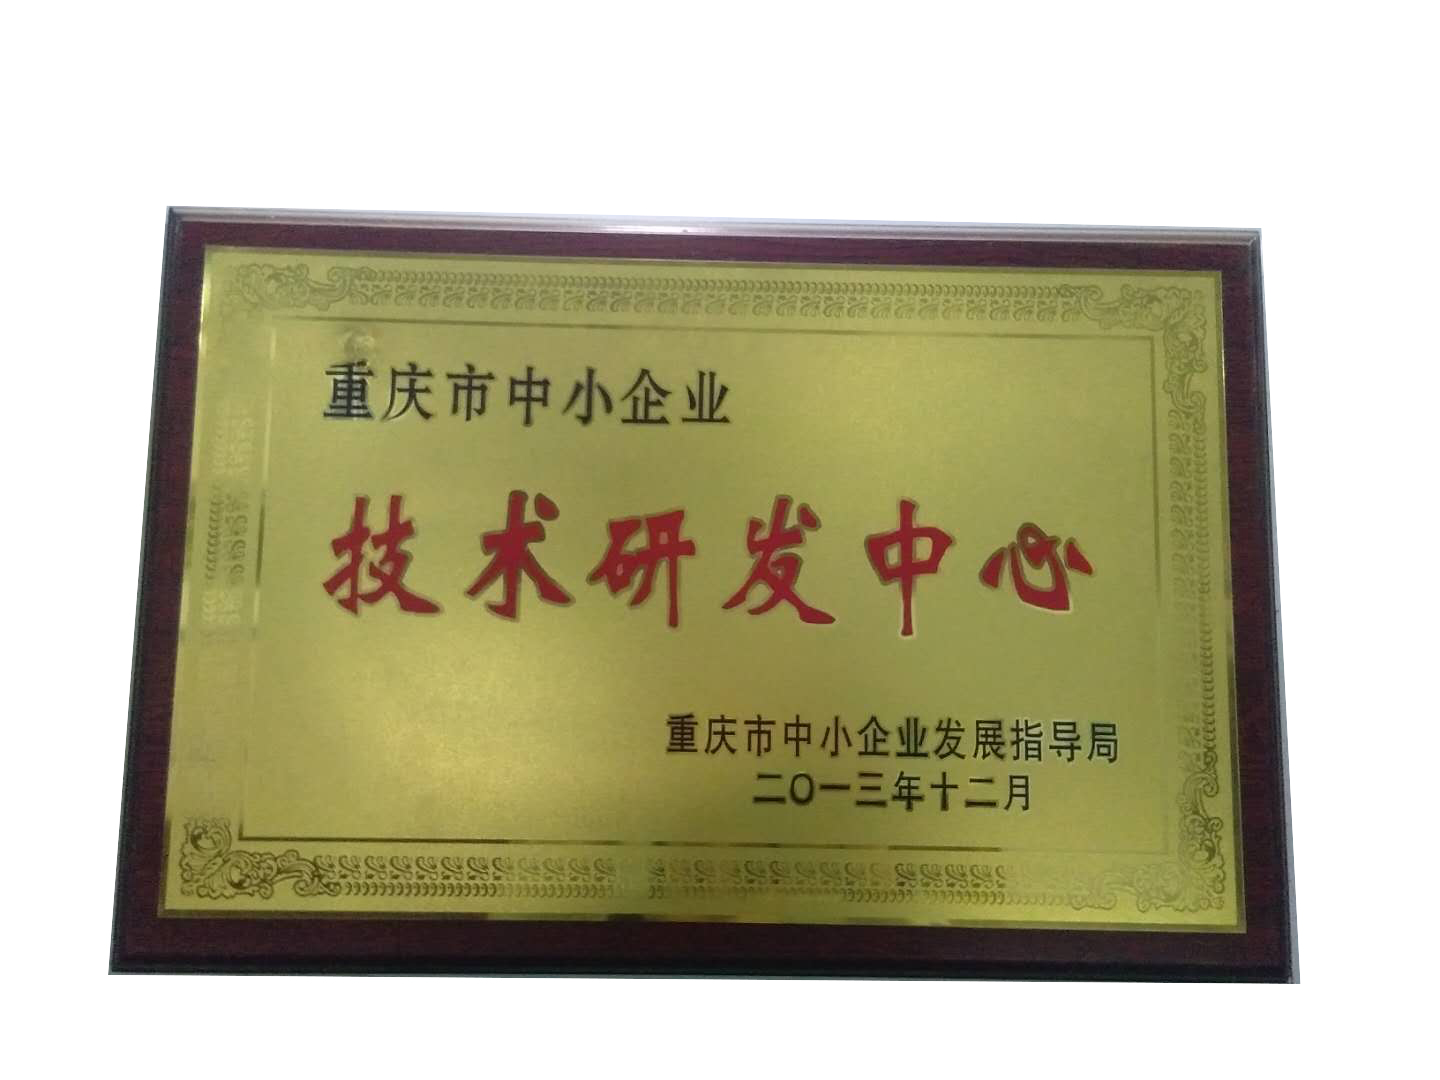 重庆市中小企业
技术研发中心
重庆市中小企业发展指导局
二〇一三年十二月